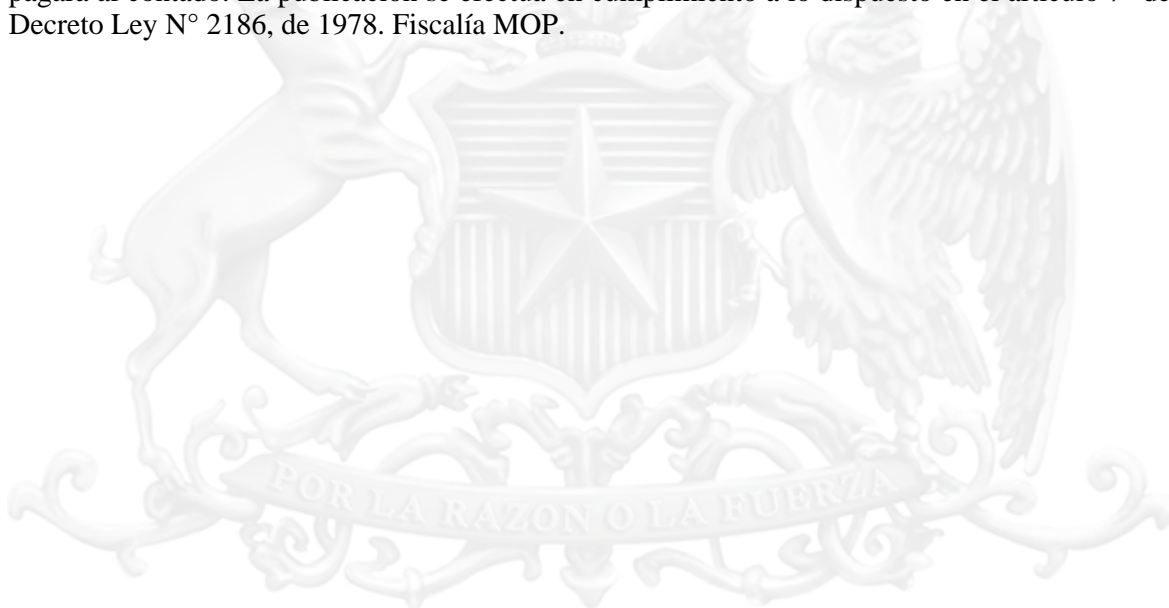 pagará al contado. La publicación se efectúa en cumplimiento a lo dispuesto en el artículo 7° de
Decreto Ley N° 2186, de 1978. Fiscalía MOP.
POR LA RAZON O LA FUERZA